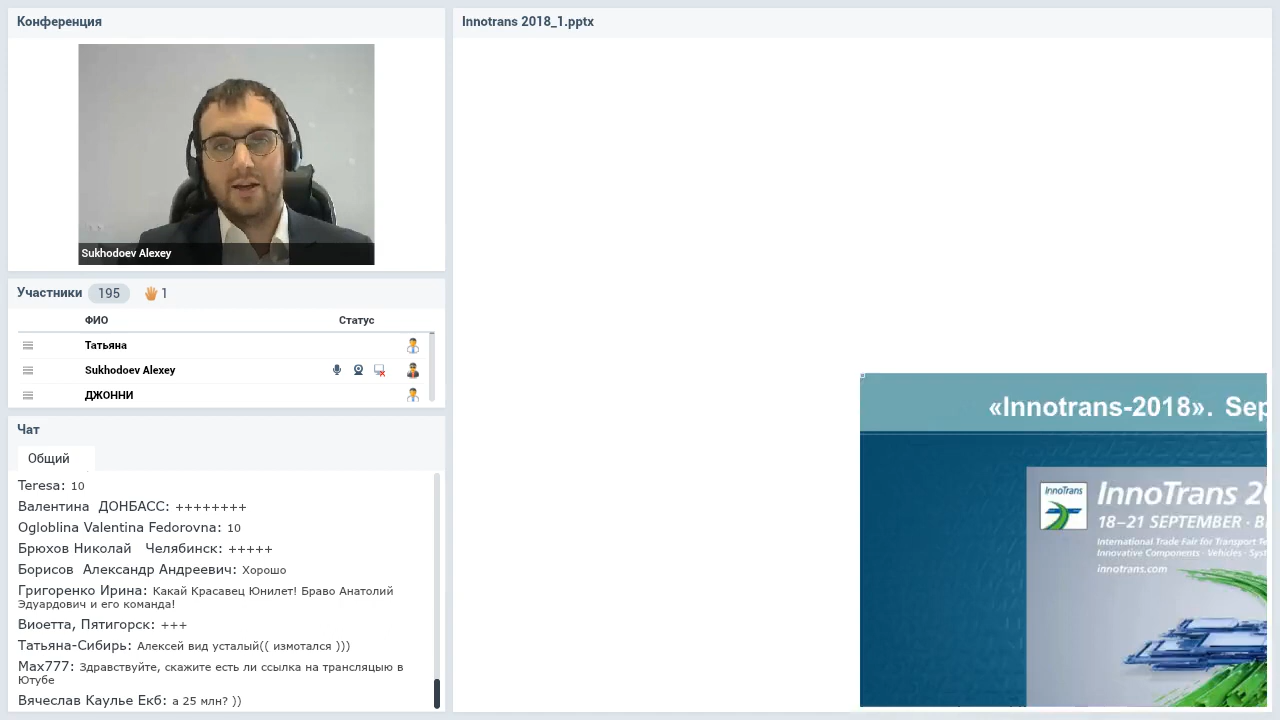 Конференция
Sukhodoev Alexey
Участники 195 1
ФИО Статус
Татьяна
Sukhodoev Alexey
ДЖОННИ
Чат
Общий
Teresa: 10
Валентина ДОНБАСС: ++++++++
Ogloblina Valentina Fedorovna: 10
Брюхов Николай Челябинск: +++++
Борисов Александр Андреевич: Хорошо
Григоренко Ирина: Какай Красавец Юнилет! Браво Анатолий
Эдуардович и его команда!
Виоетта, Пятигорск: +++
Татьяна-Сибирь: Алексей вид усталый(( измотался )))
Max777: Здравствуйте, скажите есть ли ссылка на трансляцыю в
Ютубе
Вячеслав Каулье Екб: а 25 млн? ))
Innotrans 2018_1.pptx
«Innotrans-2018». Sep
InnoTrans
InnoTrans 20
18–21 SEPTEMBER · B
International Trade Fair for Transport Te
Innovative Components · Vehicles · Syst
innotrans.com